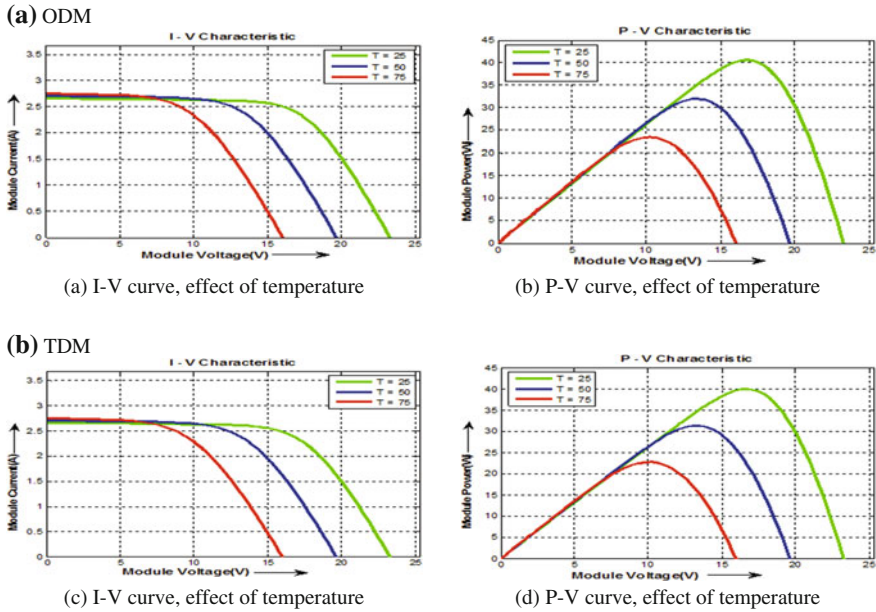 (a) ODM
I - V Characteristic
3.5
3
2.5
2
1.5
1
0.5
0
Module Current(A)
T = 25
T = 50
T = 75
0 5 10 15 20 25
Module Voltage(V)
(a) I-V curve, effect of temperature
P - V Characteristic
45
40
35
30
25
20
15
10
5
0
Module Power(W)
T = 25
T = 50
T = 75
0 5 10 15 20 25
Module Voltage(V)
(b) P-V curve, effect of temperature
(b) TDM
I - V Characteristic
3.5
3
2.5
2
1.5
1
0.5
0
Module Current(A)
T = 25
T = 50
T = 75
0 5 10 15 20 25
Module Voltage(V)
(c) I-V curve, effect of temperature
P - V Characteristic
45
40
35
30
25
20
15
10
5
0
Module Power(W)
T = 25
T = 50
T = 75
0 5 10 15 20 25
Module Voltage(V)
(d) P-V curve, effect of temperature